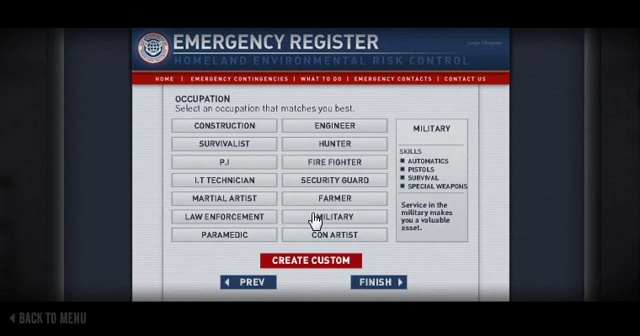 EMERGENCY REGISTER
Login | Register
HOMELAND ENVIRONMENTAL RISK CONTROL
HOME | EMERGENCY CONTINGENCIES | WHAT TO DO | EMERGENCY CONTACTS | CONTACT US
OCCUPATION
Select an occupation that matches you best.
CONSTRUCTION
ENGINEER
SURVIVALIST
HUNTER
P.I
FIRE FIGHTER
I.T TECHNICIAN
SECURITY GUARD
MARTIAL ARTIST
FARMER
LAW ENFORCEMENT
MILITARY
PARAMEDIC
CON ARTIST
MILITARY
SKILLS
AUTOMATICS
PISTOLS
SURVIVAL
SPECIAL WEAPONS
Service in the
military makes
you a valuable
asset.
CREATE CUSTOM
PREV
FINISH
BACK TO MENU